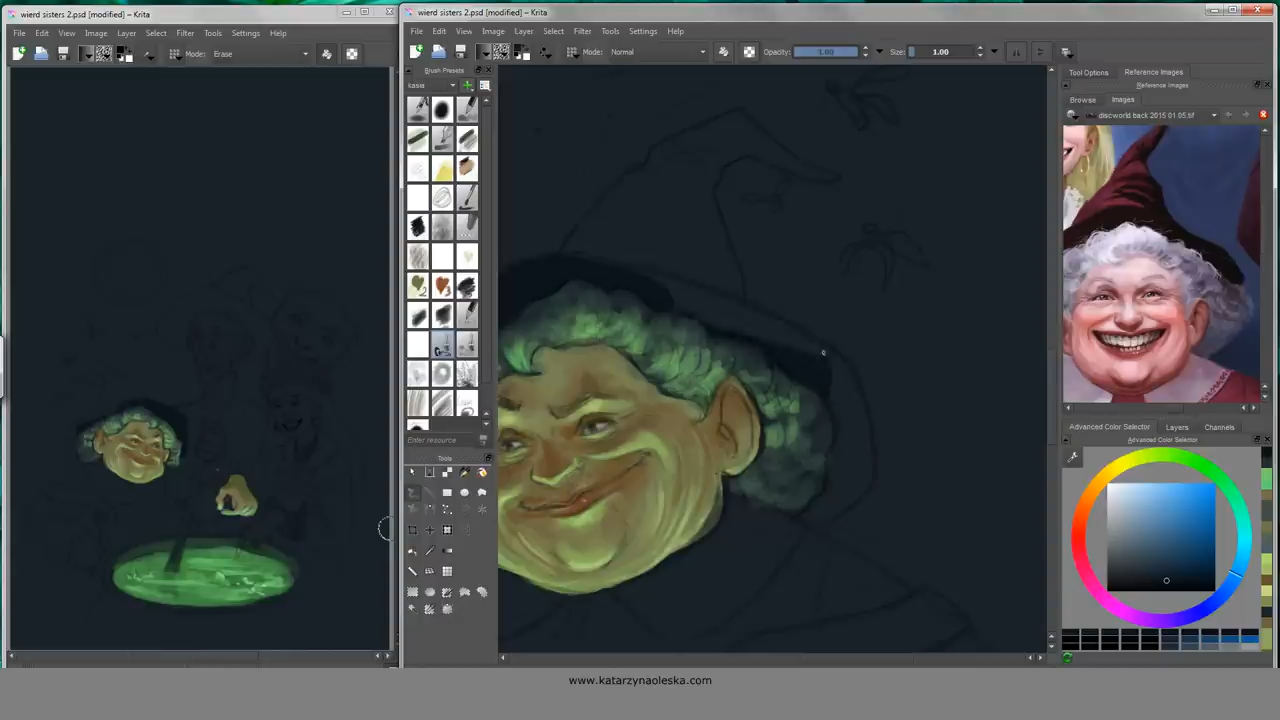 wierd sisters 2.psd [modified] - Krita
File Edit View Image Layer Select Filter Tools Settings Help
Mode: Erase
wierd sisters 2.psd [modified] - Krita
File Edit View Image Layer Select Filter Tools Settings Help
Mode: Normal Opacity: 1.00 Size: 1.00
Brush Presets
kasia
Enter resource
Tools
Tool Options Reference Images
Reference Images
Browse Images
discworld back 2015 01 05.tif
Advanced Color Selector Layers Channels
Advanced Color Selector
www.katarzynaoleska.com